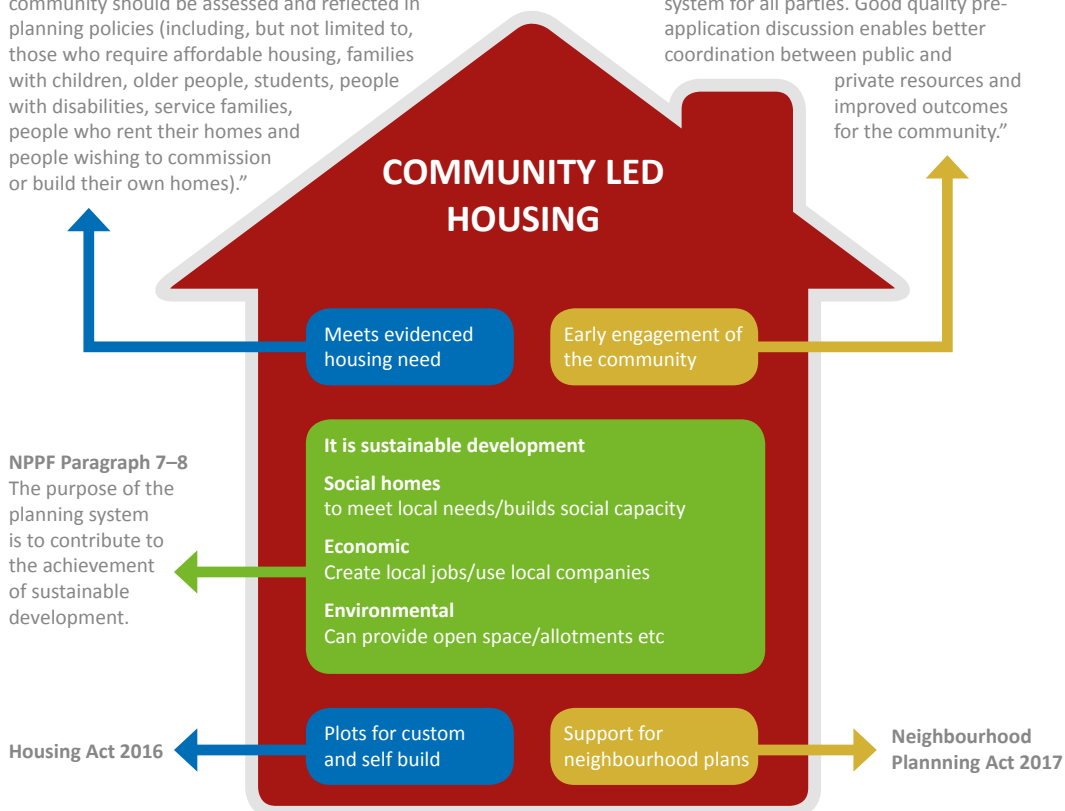 community should be assessed and reflected in
planning policies (including, but not limited to,
those who require affordable housing, families
with children, older people, students, people
with disabilities, service families,
people who rent their homes and
people wishing to commission
or build their own homes).”
system for all parties. Good quality pre-
application discussion enables better
coordination between public and
private resources and
improved outcomes
for the community.”
COMMUNITY LED
HOUSING
Meets evidenced
housing need
Early engagement of
the community
NPPF Paragraph 7–8
The purpose of the
planning system
is to contribute to
the achievement
of sustainable
development.
It is sustainable development
Social homes
to meet local needs/builds social capacity
Economic
Create local jobs/use local companies
Environmental
Can provide open space/allotments etc
Housing Act 2016
Plots for custom
and self build
Support for
neighbourhood plans
Neighbourhood
Plannning Act 2017